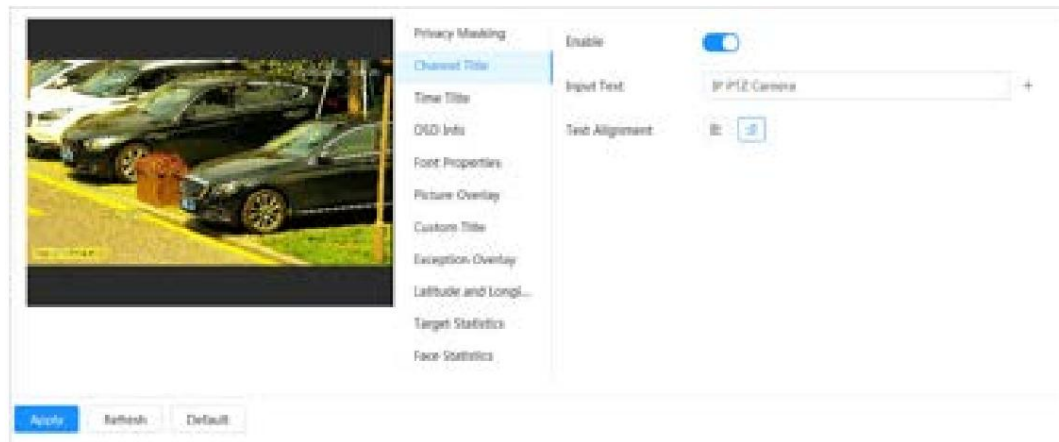 Privacy Masking
Channel Title
Time Title
OSD Info
Font Properties
Picture Overlay
Custom Title
Exception Overlay
Latitude and Longi...
Target Statistics
Face Statistics
Enable
Input Text
IP PTZ Camera
+
Text Alignment
Apply
Refresh
Default